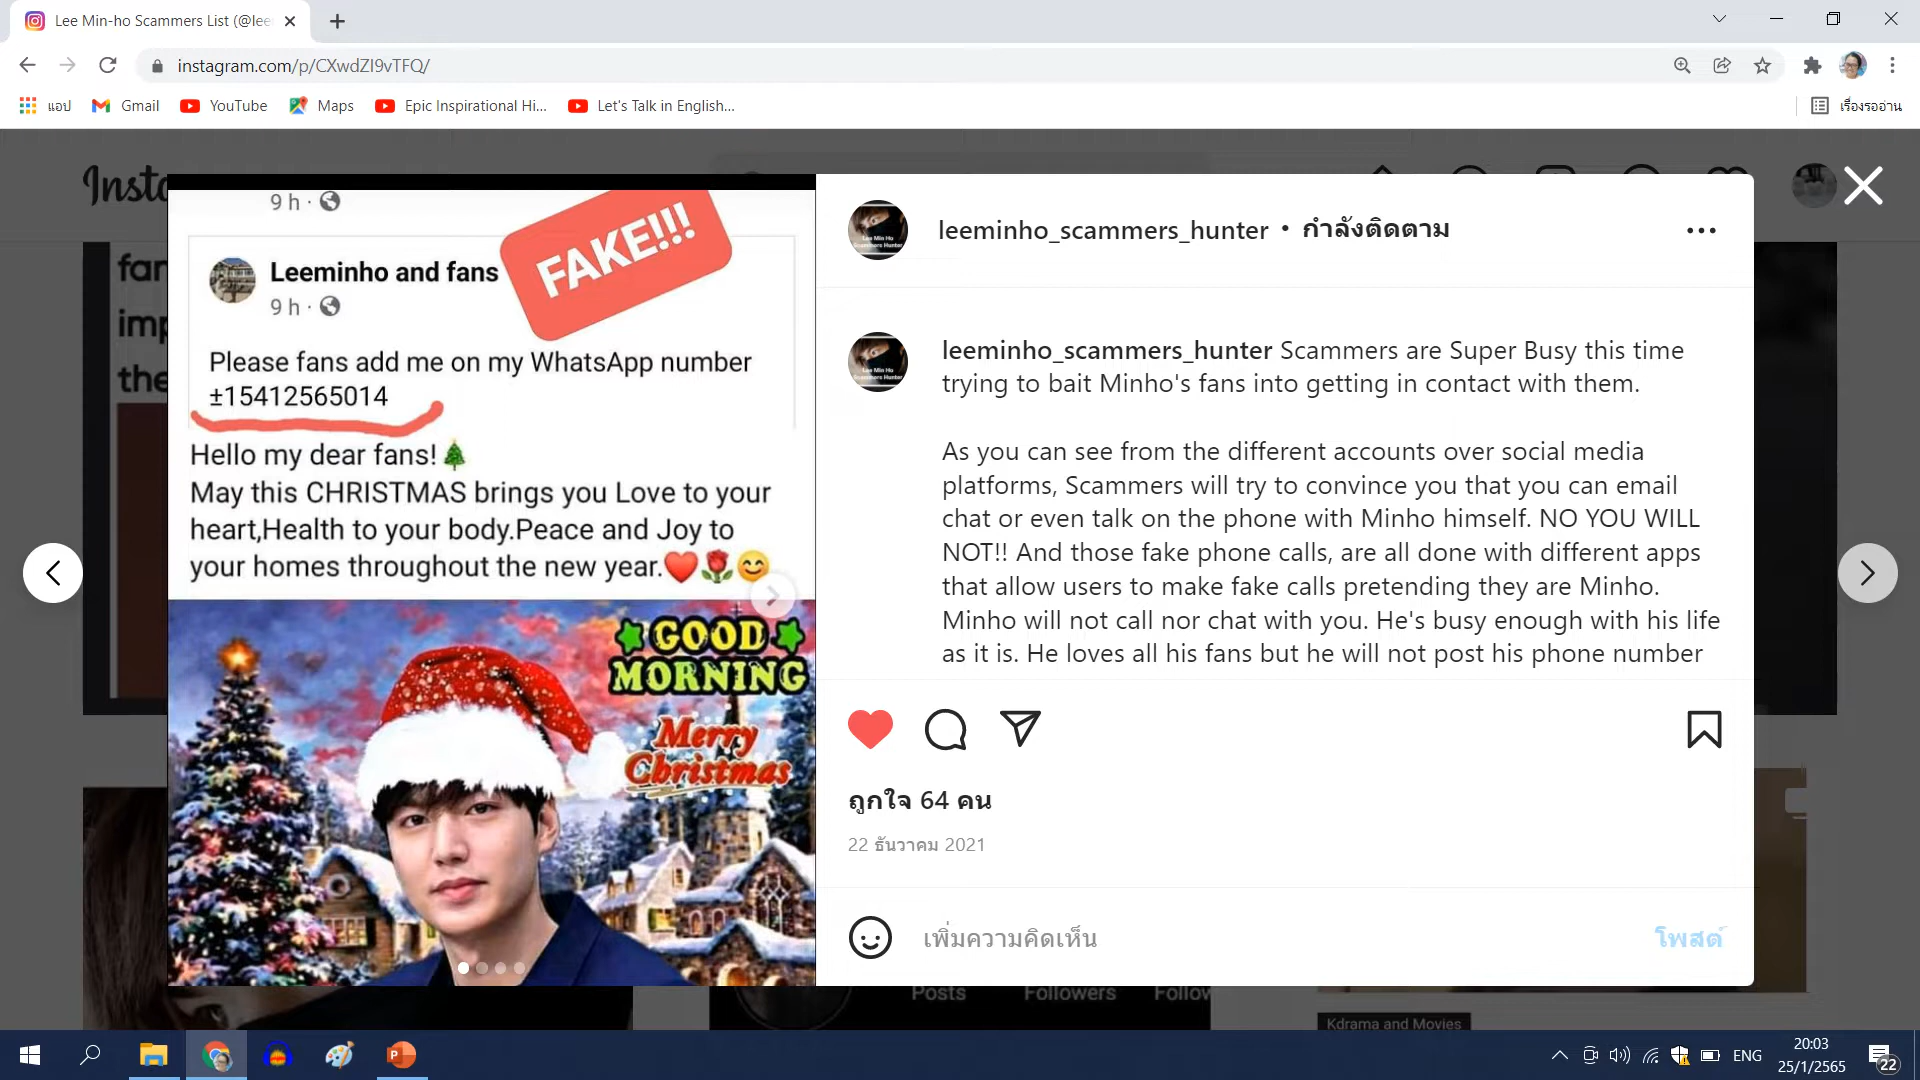 Lee Min-ho Scammers List (@lee
instagram.com/p/CXwdZI9vTFQ/
แอป
Gmail
YouTube
Maps
Epic Inspirational Hi...
Let's Talk in English...
เรื่องรออ่าน
Insta
fan
imp
the
9 h ·
FAKE!!!
Leeminho and fans
9 h ·
Please fans add me on my WhatsApp number
±15412565014
Hello my dear fans!🎄
May this CHRISTMAS brings you Love to your
heart,Health to your body.Peace and Joy to
your homes throughout the new year.❤️🌹😊
GOOD
MORNING
Merry
Christmas
leeminho_scammers_hunter • กำลังติดตาม
leeminho_scammers_hunter Scammers are Super Busy this time
trying to bait Minho's fans into getting in contact with them.
As you can see from the different accounts over social media
platforms, Scammers will try to convince you that you can email
chat or even talk on the phone with Minho himself. NO YOU WILL
NOT!! And those fake phone calls, are all done with different apps
that allow users to make fake calls pretending they are Minho.
Minho will not call nor chat with you. He's busy enough with his life
as it is. He loves all his fans but he will not post his phone number
ถูกใจ 64 คน
22 ธันวาคม 2021
เพิ่มความคิดเห็น
โพสต์
Posts
Followers
Follow
Kdrama and Movies
ENG
20:03
25/1/2565
22